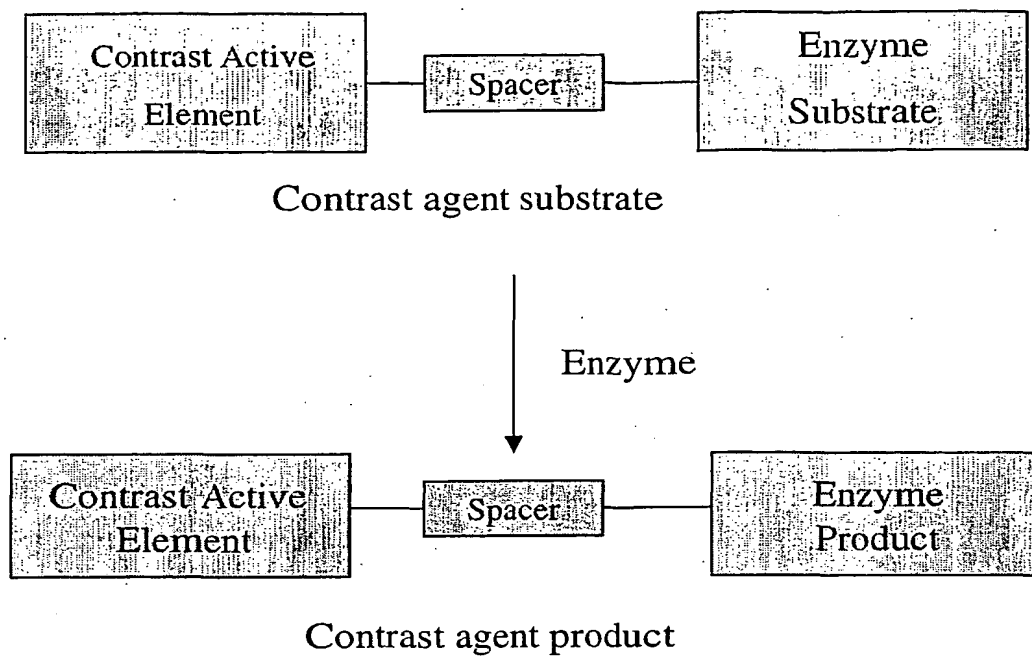 Contrast Active
Element
Spacer
Enzyme
Substrate
Contrast agent substrate
Enzyme
Contrast Active
Element
Spacer
Enzyme
Product
Contrast agent product